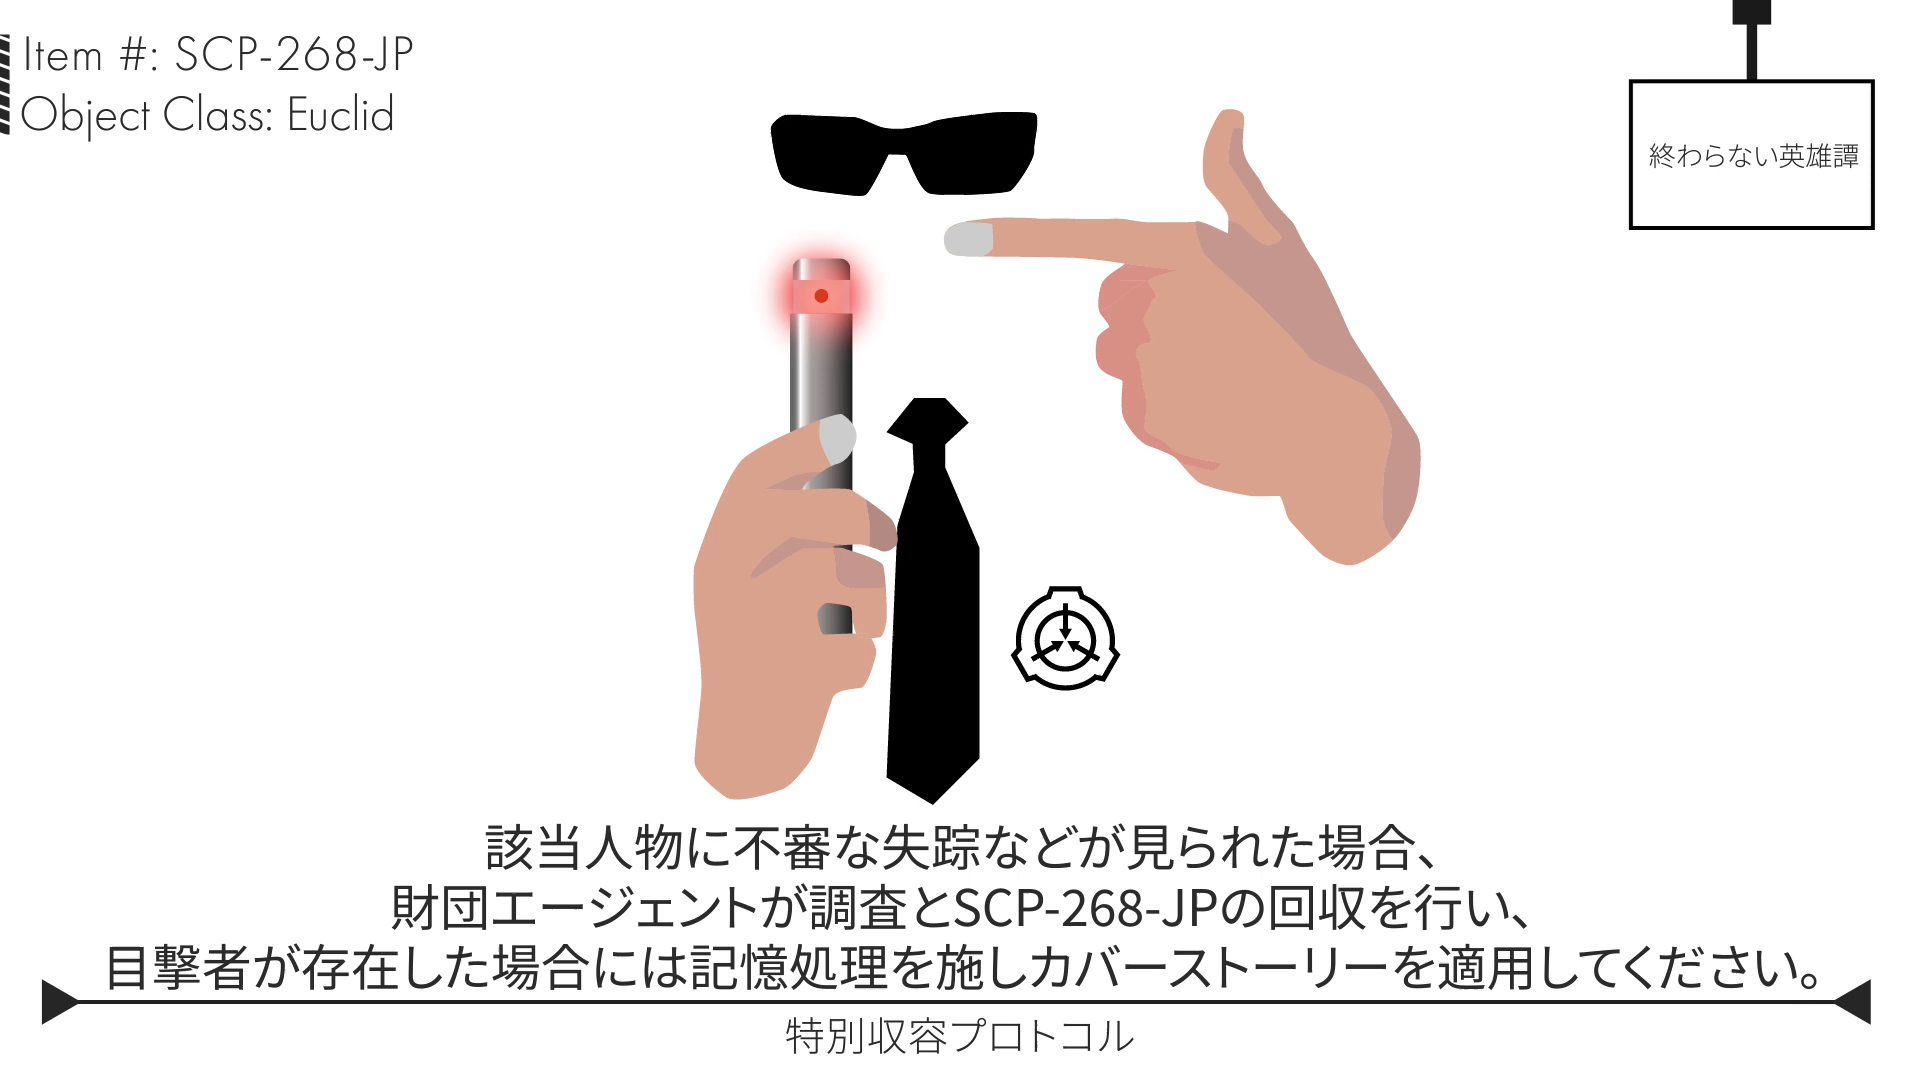 Item #: SCP-268-JP
Object Class: Euclid
終わらない英雄譚
該当人物に不審な失踪などが見られた場合、
財団エージェントが調査とSCP-268-JPの回収を行い、
目撃者が存在した場合には記憶処理を施しカバーストーリーを適用してください。
特別収容プロトコル